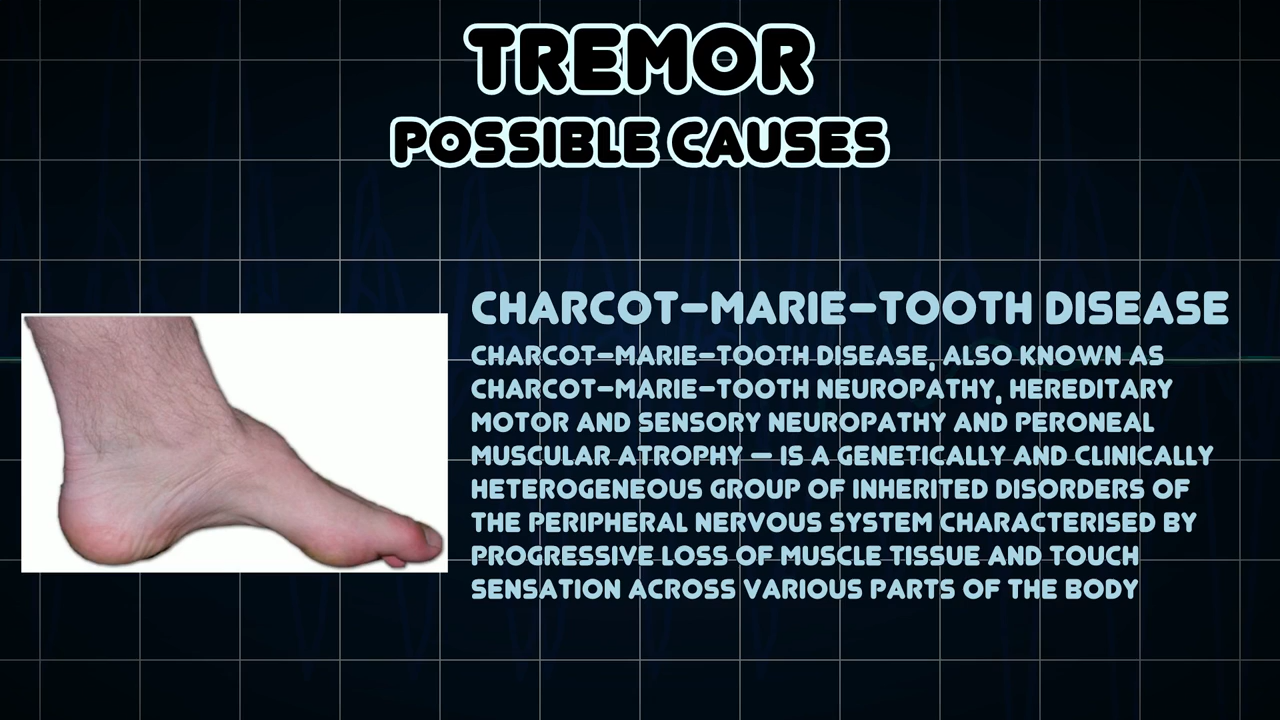 TREMOR
POSSIBLE CAUSES
CHARCOT-MARIE-TOOTH DISEASE
CHARCOT-MARIE-TOOTH DISEASE, ALSO KNOWN AS
CHARCOT-MARIE-TOOTH NEUROPATHY, HEREDITARY
MOTOR AND SENSORY NEUROPATHY AND PERONEAL
MUSCULAR ATROPHY — IS A GENETICALLY AND CLINICALLY
HETEROGENEOUS GROUP OF INHERITED DISORDERS OF
THE PERIPHERAL NERVOUS SYSTEM CHARACTERISED BY
PROGRESSIVE LOSS OF MUSCLE TISSUE AND TOUCH
SENSATION ACROSS VARIOUS PARTS OF THE BODY